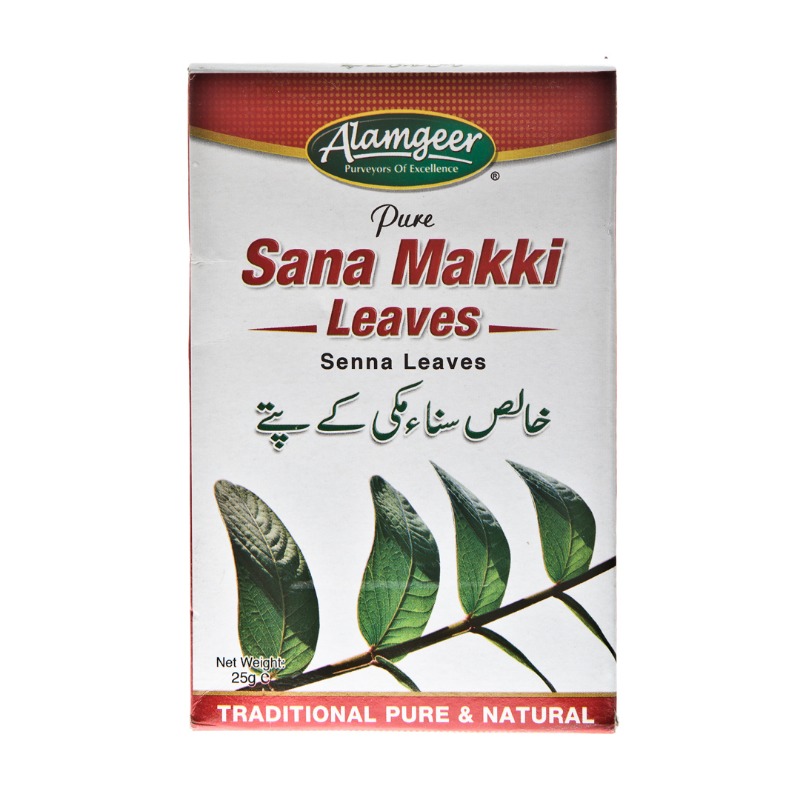 Alamgeer
Purveyors Of Excellence
®
Pure
Sana Makki
Leaves
Senna Leaves
خالص سناء مکی کے پتے
Net Weight:
25g ℮
TRADITIONAL PURE & NATURAL